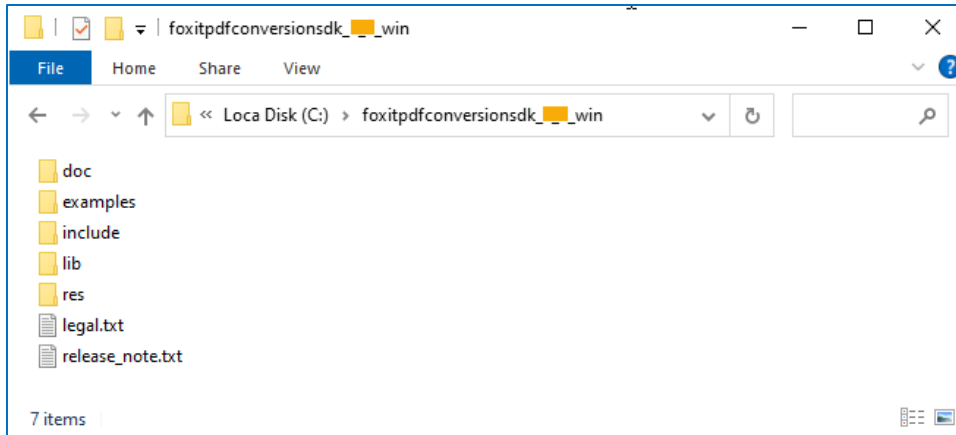 foxitpdfconversionsdk_ _ _win
File Home Share View ?
« Loca Disk (C:) › foxitpdfconversionsdk_ _ _win
doc
examples
include
lib
res
legal.txt
release_note.txt
7 items